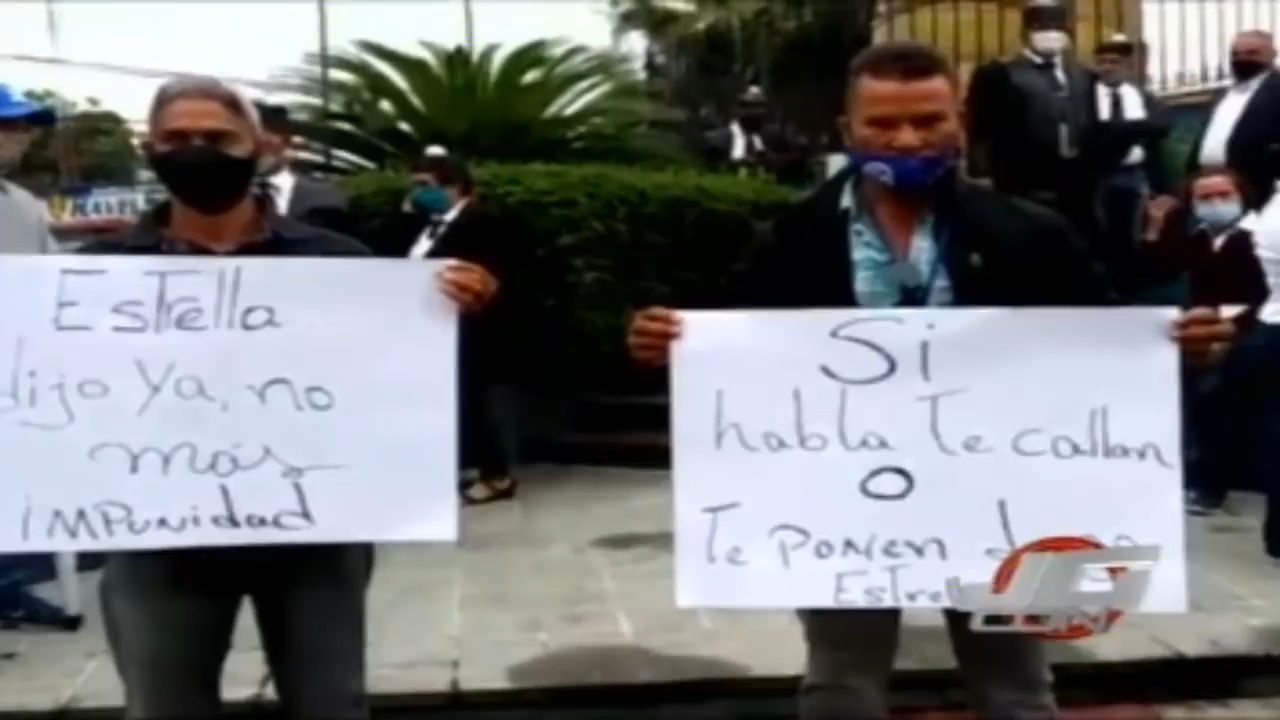 Estrella
dijo Ya, no
más
IMPunidad
Si
habla Te callan
O
Te PoNen